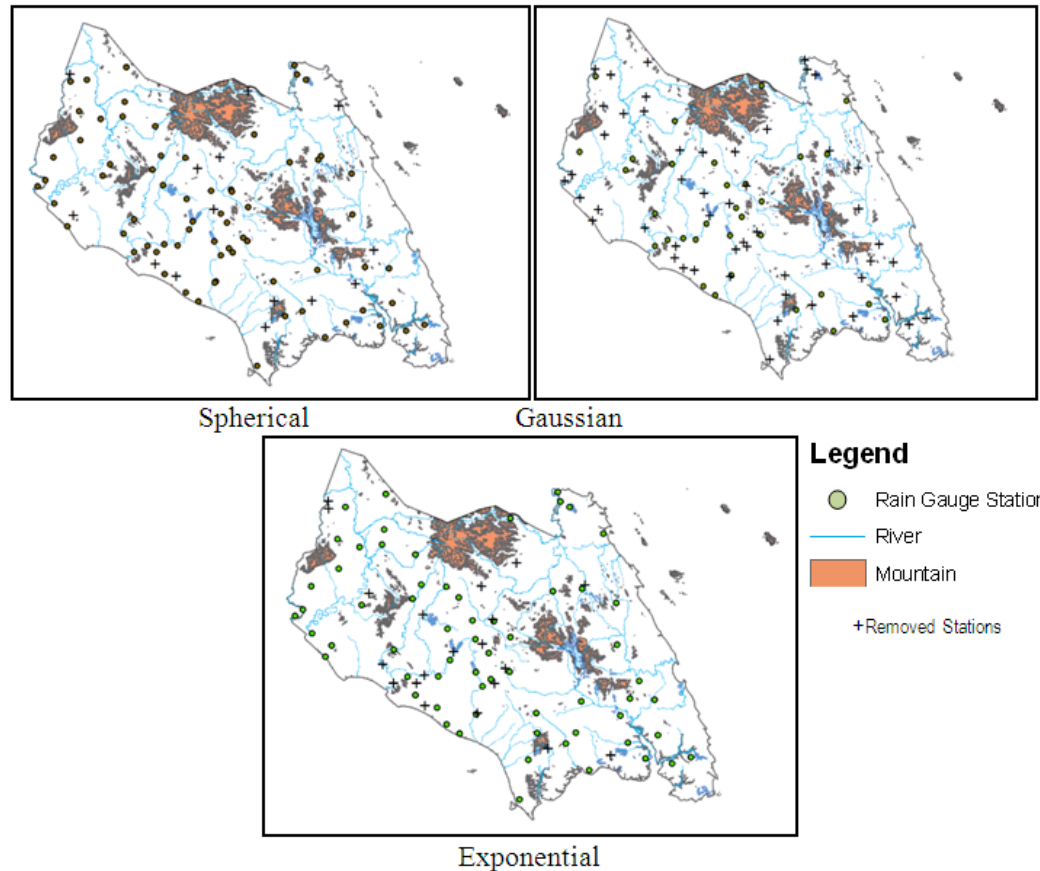 Spherical
Gaussian
Legend
Rain Gauge Station
River
Mountain
+Removed Stations
Exponential